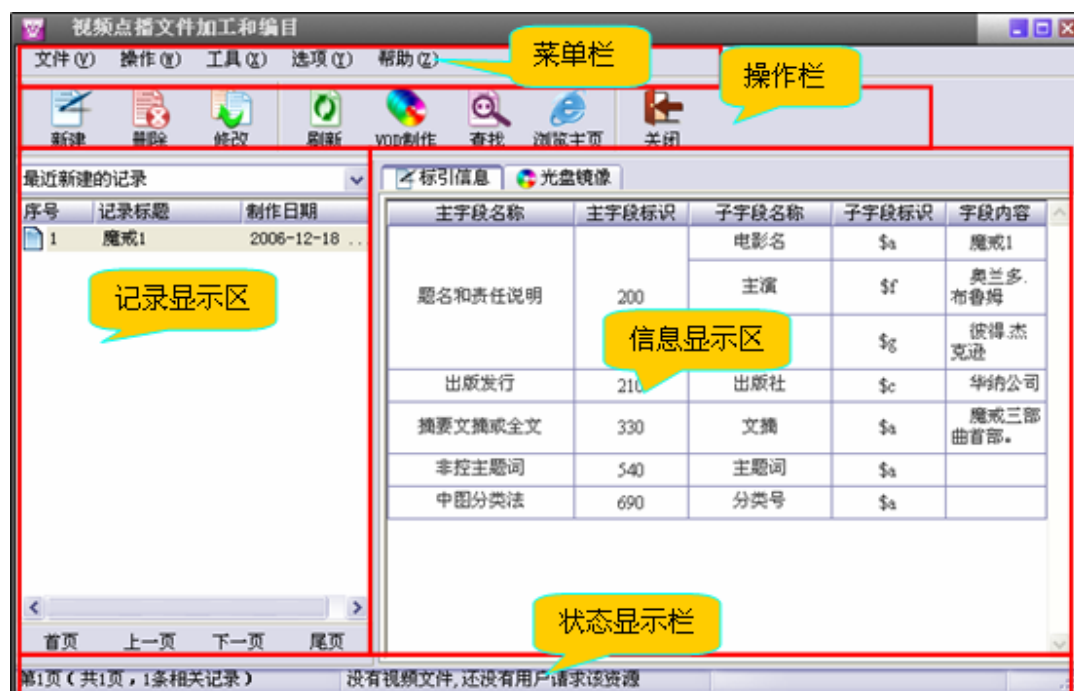 视频点播文件加工和编目
文件(V) 操作(W) 工具(X) 选项(Y) 帮助(Z)
菜单栏
操作栏
新建 删除 修改 刷新 VOD制作 查找 浏览主页 关闭
最近新建的记录
标引信息 光盘镜像
序号 记录标题 制作日期
1 魔戒1 2006-12-18 ...
记录显示区
主字段名称 主字段标识 子字段名称 子字段标识 字段内容
题名和责任说明 200 电影名 $a 魔戒1
主演 $f 奥兰多.
布鲁姆
$g 彼得.杰
克逊
信息显示区
出版发行 210 出版社 $c 华纳公司
摘要文摘或全文 330 文摘 $a 魔戒三部
曲首部。
非控主题词 540 主题词 $a
中图分类法 690 分类号 $a
首页 上一页 下一页 尾页
状态显示栏
第1页(共1页,1条相关记录) 没有视频文件,还没有用户请求该资源